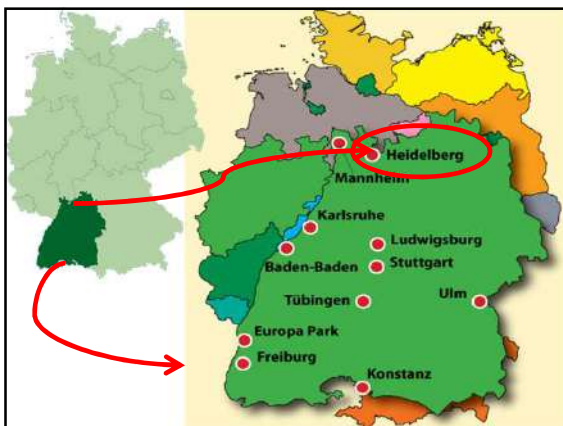 Heidelberg
Mannheim
Karlsruhe
Ludwigsburg
Baden-Baden
Stuttgart
Tübingen
Ulm
Europa Park
Freiburg
Konstanz